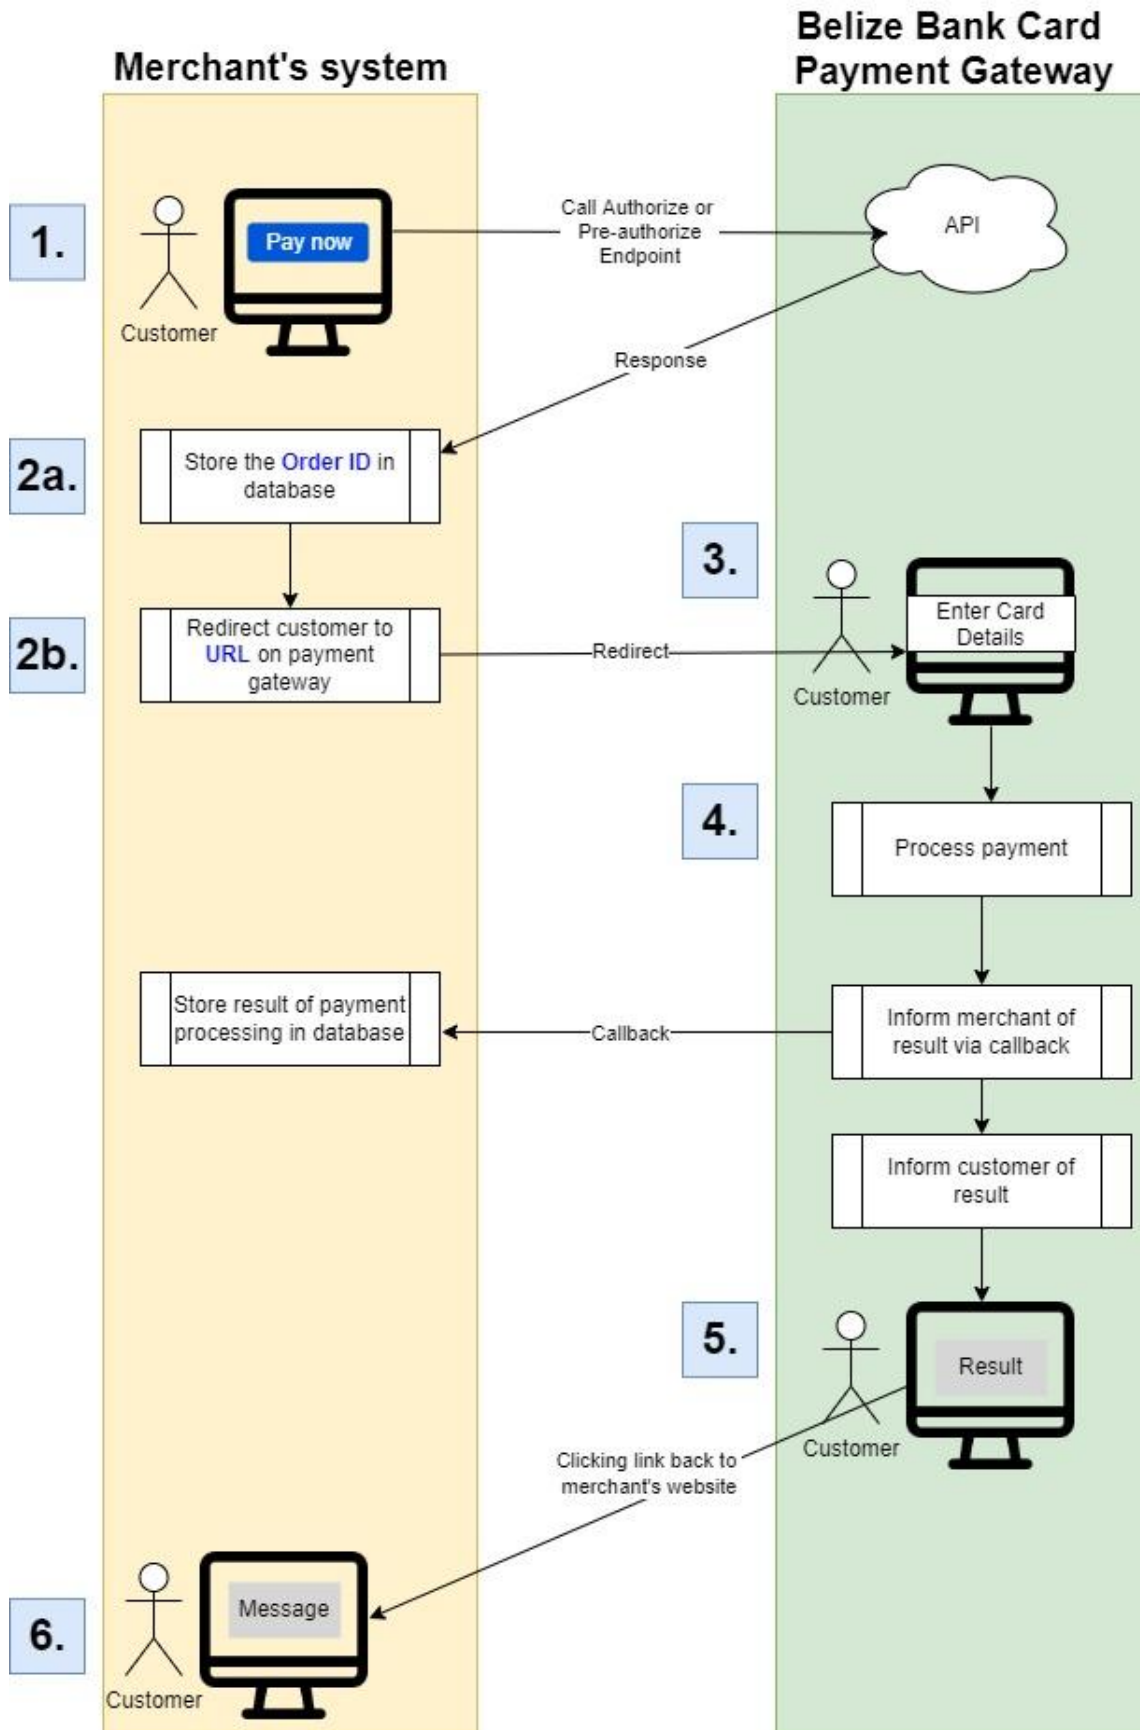 Merchant's system
Belize Bank Card
Payment Gateway
1.
Customer
Pay now
Call Authorize or
Pre-authorize
Endpoint
API
Response
2a.
Store the Order ID in
database
2b.
Redirect customer to
URL on payment
gateway
Redirect
3.
Customer
Enter Card
Details
4.
Process payment
Inform merchant of
result via callback
Callback
Store result of payment
processing in database
Inform customer of
result
5.
Customer
Result
Clicking link back to
merchant's website
6.
Customer
Message